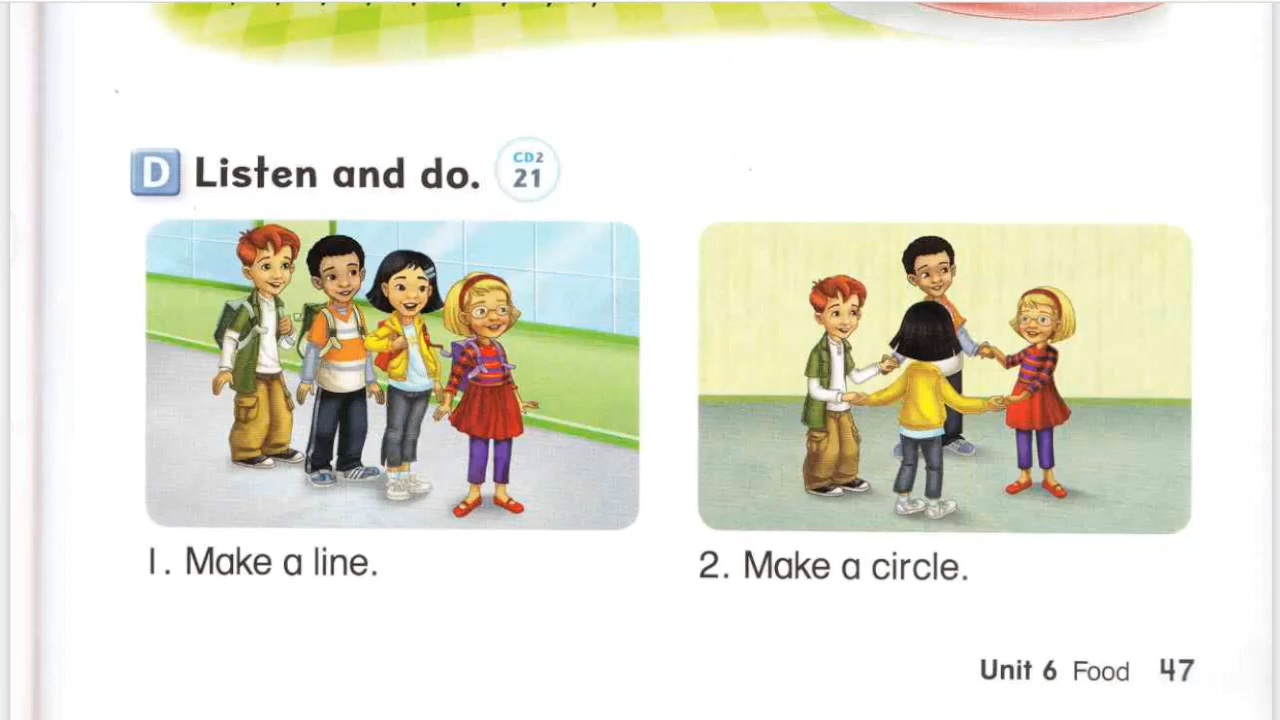 D Listen and do. CD2 21
1. Make a line.
2. Make a circle.
Unit 6 Food 47